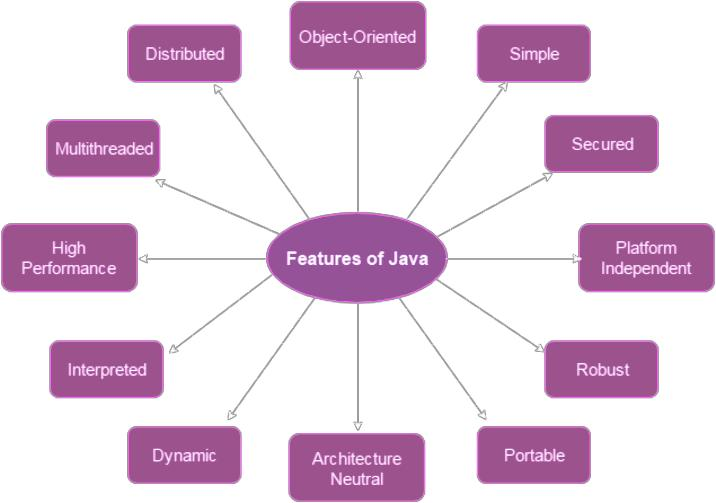 Object-Oriented
Distributed
Simple
Multithreaded
Secured
High
Performance
Features of Java
Platform
Independent
Interpreted
Robust
Dynamic
Architecture
Neutral
Portable